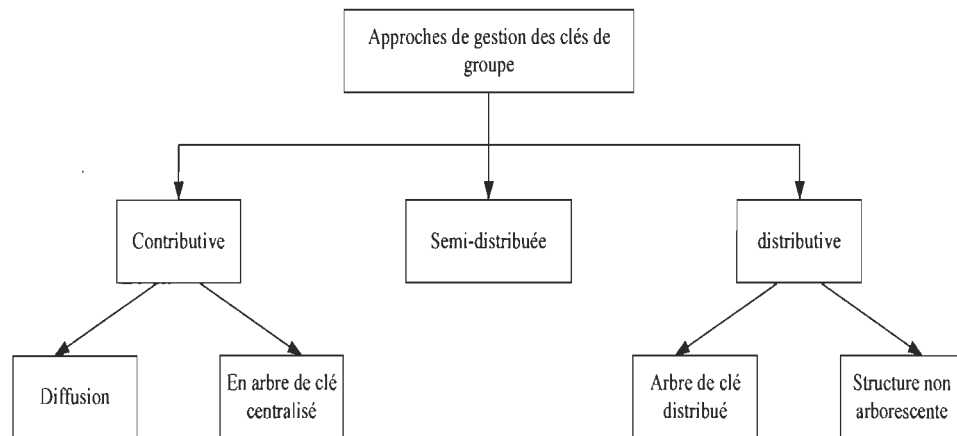 Approches de gestion des clés de
groupe
Contributive
Semi-distribuée
distributive
Diffusion
En arbre de clé
centralisé
Arbre de clé
distribué
Structure non
arborescente